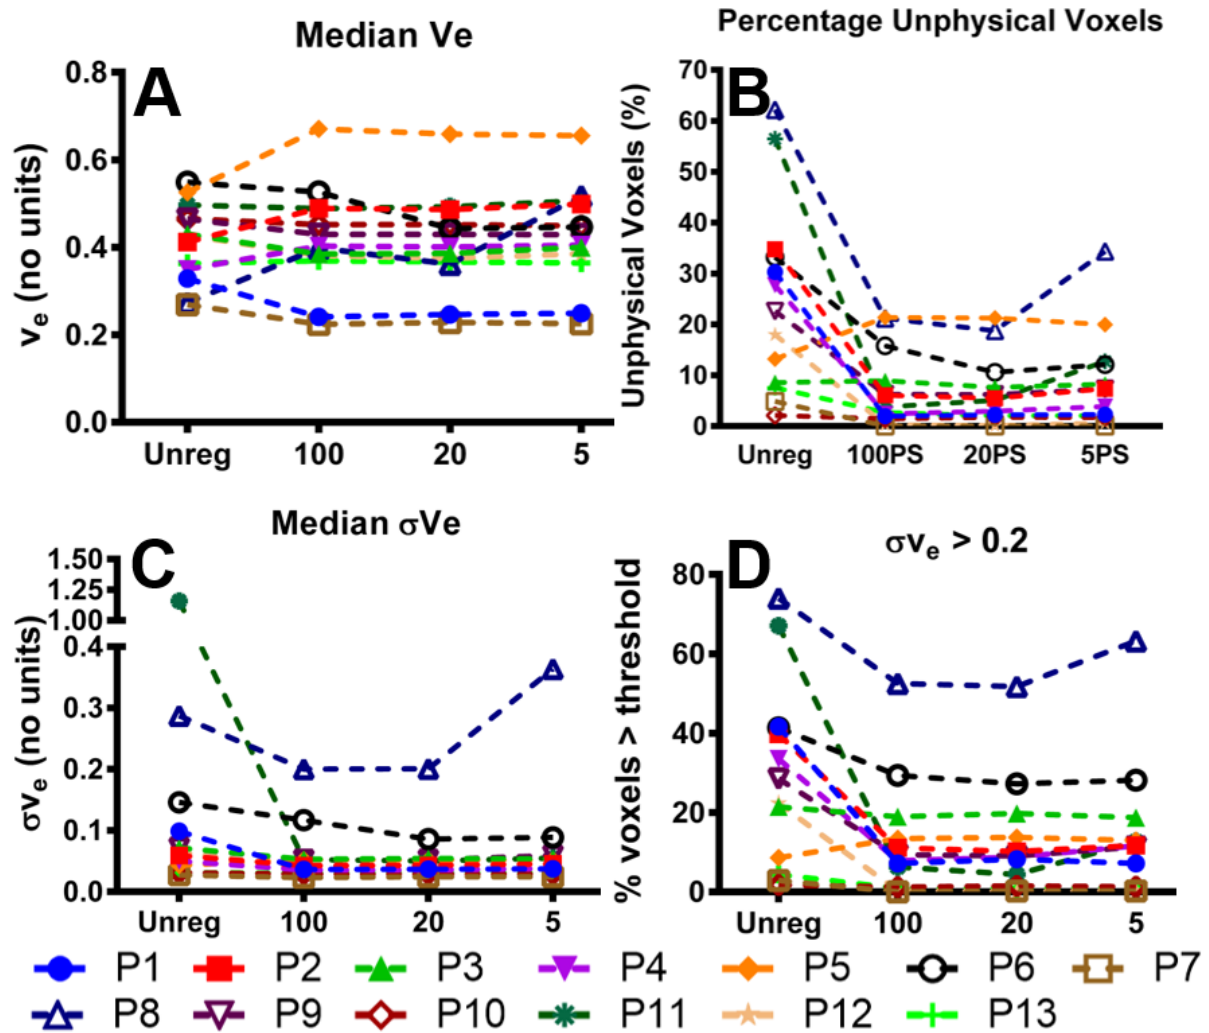 Median Ve
A
ve (no units)
0.8
0.6
0.4
0.2
0.0
Unreg 100 20 5
Percentage Unphysical Voxels
B
Unphysical Voxels (%)
70
60
50
40
30
20
10
0
Unreg 100PS 20PS 5PS
Median σVe
C
σve (no units)
1.50
1.25
1.00
0.4
0.3
0.2
0.1
0.0
Unreg 100 20 5
σve > 0.2
D
% voxels > threshold
80
60
40
20
0
Unreg 100 20 5
P1 P2 P3 P4 P5 P6 P7
P8 P9 P10 P11 P12 P13